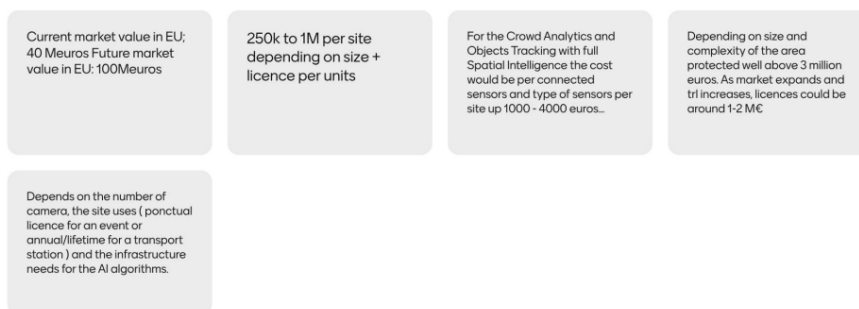 Current market value in EU;
40 Meuros Future market
value in EU: 100Meuros
250k to 1M per site
depending on size +
licence per units
For the Crowd Analytics and
Objects Tracking with full
Spatial Intelligence the cost
would be per connected
sensors and type of sensors per
site up 1000 - 4000 euros...
Depending on size and
complexity of the area
protected well above 3 million
euros. As market expands and
trl increases, licences could be
around 1-2 M€
Depends on the number of
camera, the site uses ( ponctual
licence for an event or
annual/lifetime for a transport
station ) and the infrastructure
needs for the AI algorithms.